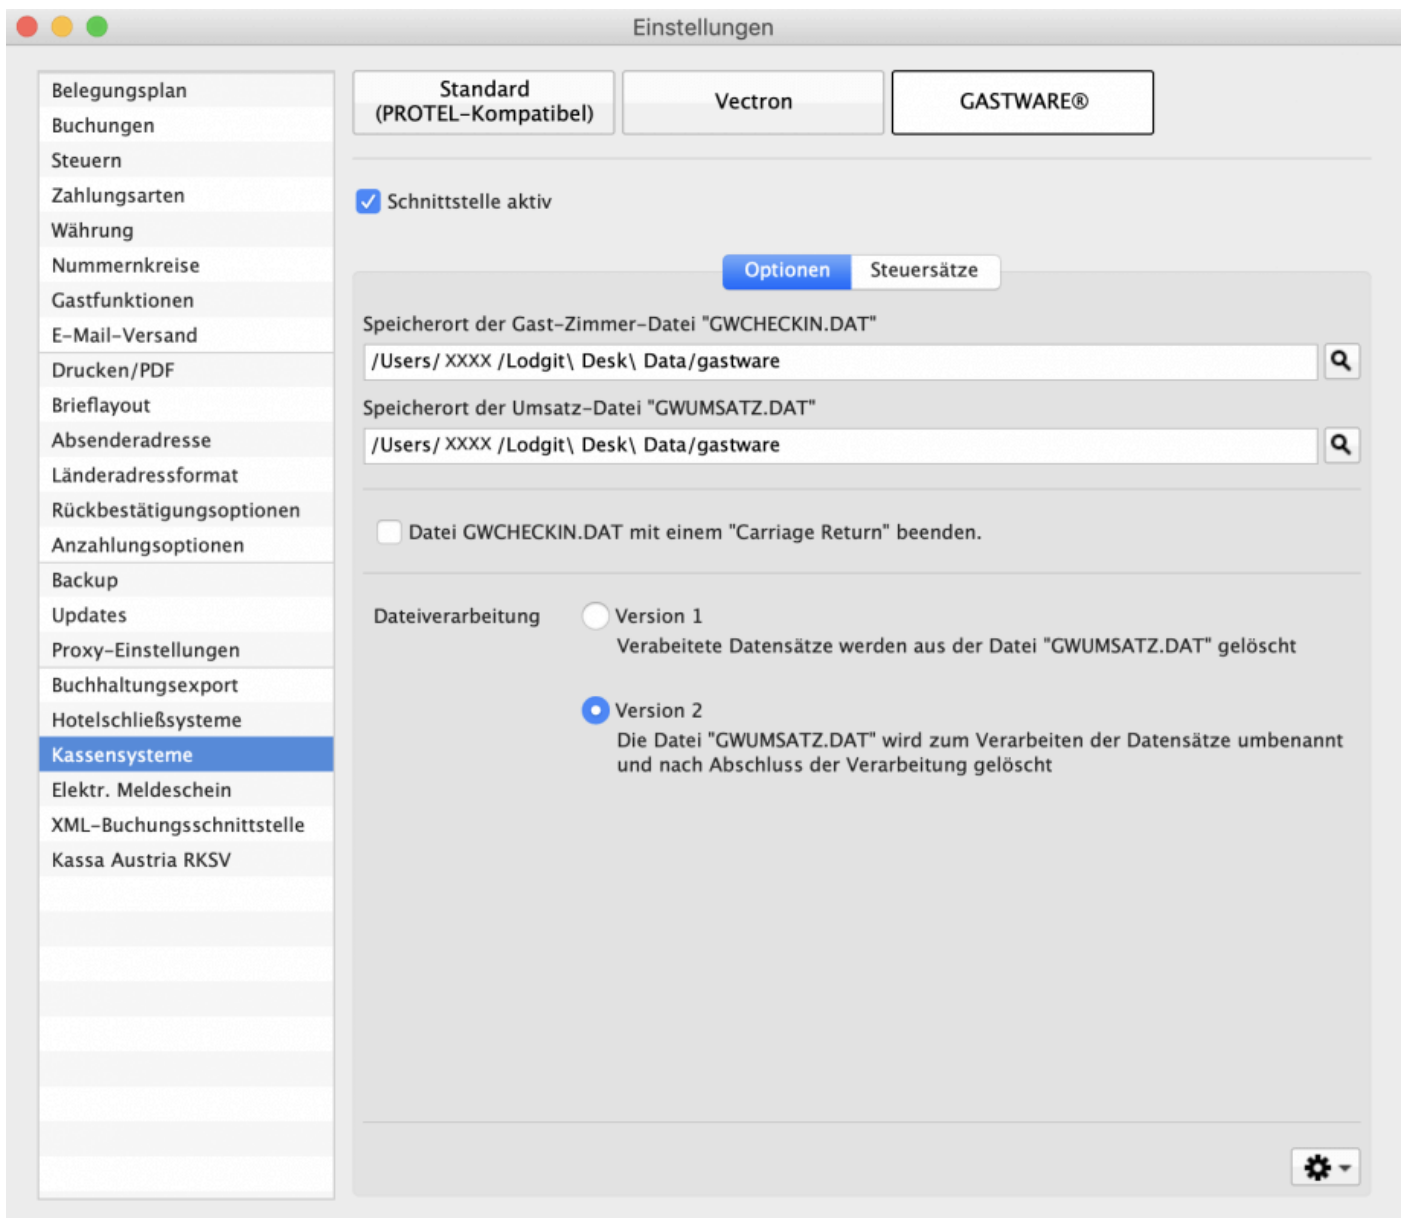 Einstellungen
Belegungsplan
Buchungen
Steuern
Zahlungsarten
Währung
Nummernkreise
Gastfunktionen
E-Mail-Versand
Drucken/PDF
Brieflayout
Absenderadresse
Länderadressformat
Rückbestätigungsoptionen
Anzahlungsoptionen
Backup
Updates
Proxy-Einstellungen
Buchhaltungsexport
Hotelschließsysteme
Kassensysteme
Elektr. Meldeschein
XML-Buchungsschnittstelle
Kassa Austria RKSV
Standard
(PROTEL-Kompatibel)
Vectron
GASTWARE®
Schnittstelle aktiv
Optionen
Steuersätze
Speicherort der Gast-Zimmer-Datei "GWCHECKIN.DAT"
/Users/ XXXX /Lodgit\ Desk\ Data/gastware
Speicherort der Umsatz-Datei "GWUMSATZ.DAT"
/Users/ XXXX /Lodgit\ Desk\ Data/gastware
Datei GWCHECKIN.DAT mit einem "Carriage Return" beenden.
Dateiverarbeitung
Version 1
Verabeitete Datensätze werden aus der Datei "GWUMSATZ.DAT" gelöscht
Version 2
Die Datei "GWUMSATZ.DAT" wird zum Verarbeiten der Datensätze umbenannt
und nach Abschluss der Verarbeitung gelöscht